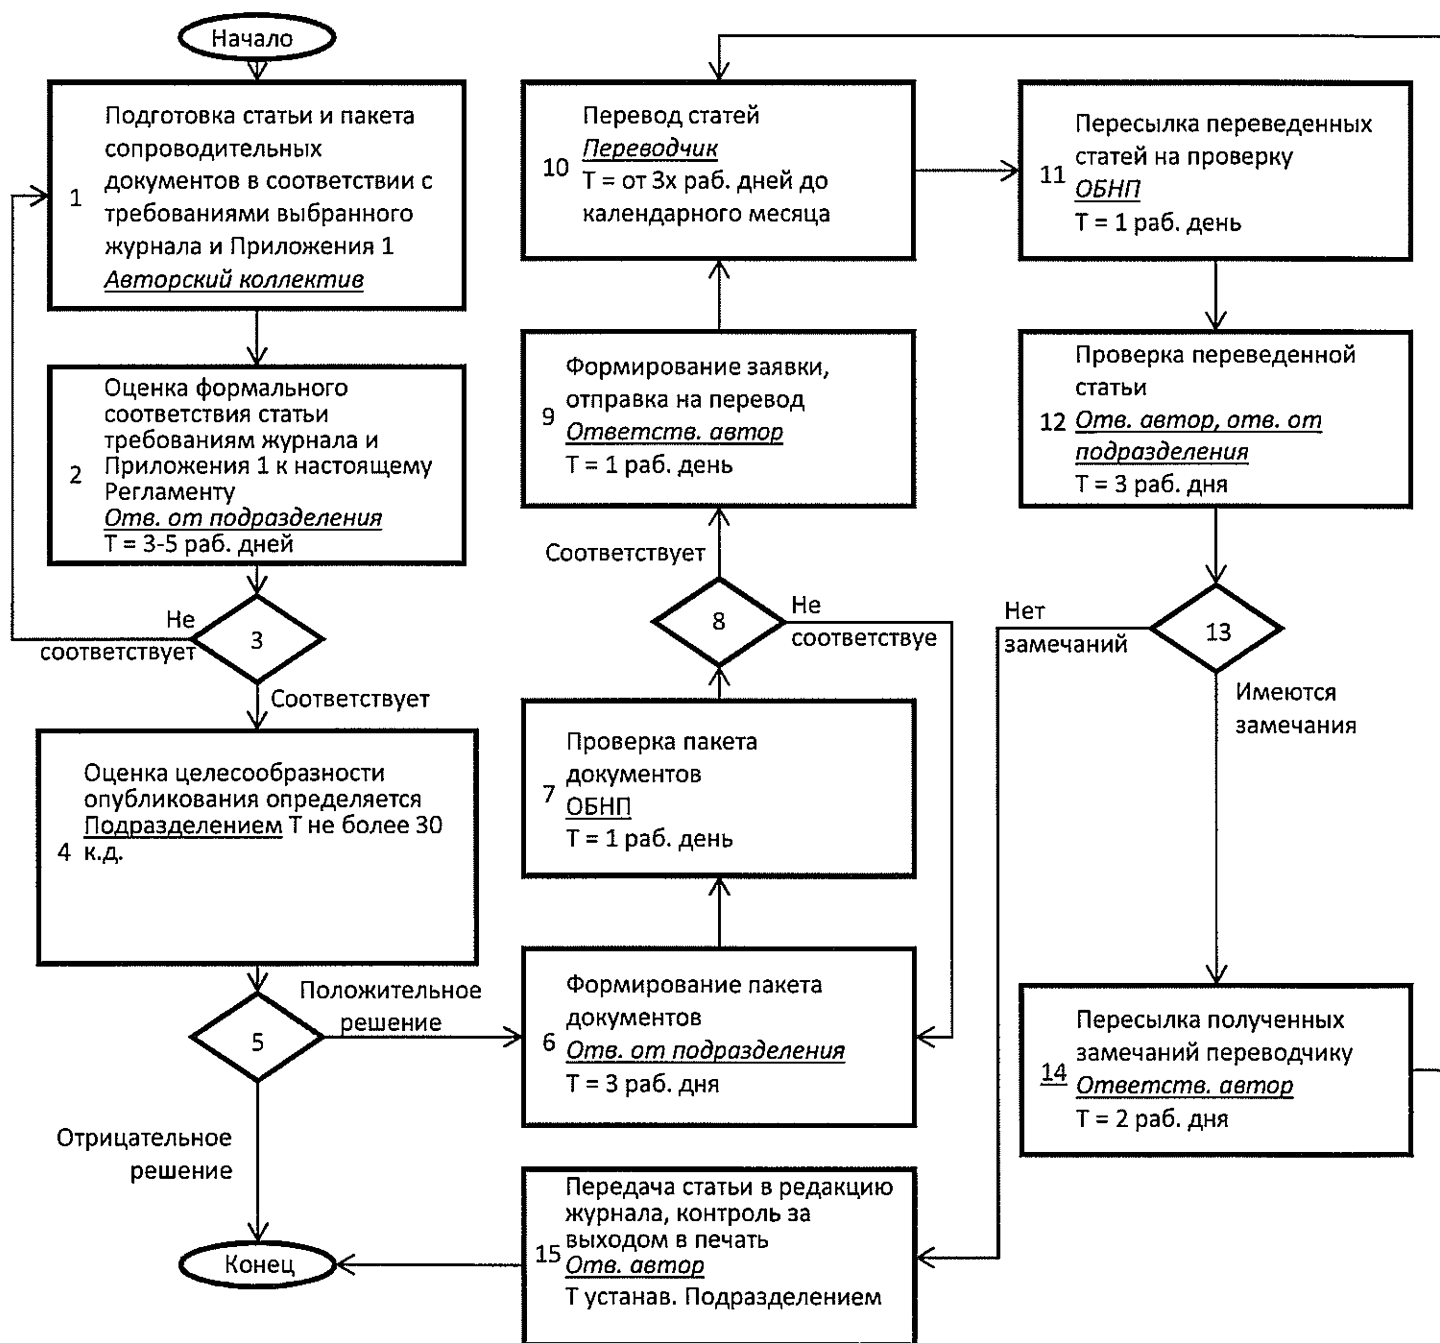 Начало
1
Подготовка статьи и пакета
сопроводительных
документов в соответствии с
требованиями выбранного
журнала и Приложения 1
Авторский коллектив
2
Оценка формального
соответствия статьи
требованиям журнала и
Приложения 1 к настоящему
Регламенту
Отв. от подразделения
Т = 3-5 раб. дней
Не
соответствует
3
Соответствует
4
Оценка целесообразности
опубликования определяется
Подразделением Т не более 30
к.д.
5
Положительное
решение
Отрицательное
решение
Конец
6
Формирование пакета
документов
Отв. от подразделения
Т = 3 раб. дня
7
Проверка пакета
документов
ОБНП
Т = 1 раб. день
8
Соответствует
Не
соответствуе
9
Формирование заявки,
отправка на перевод
Ответств. автор
Т = 1 раб. день
10
Перевод статей
Переводчик
Т = от 3х раб. дней до
календарного месяца
11
Пересылка переведенных
статей на проверку
ОБНП
Т = 1 раб. день
12
Проверка переведенной
статьи
Отв. автор, отв. от
подразделения
Т = 3 раб. дня
13
Нет
замечаний
Имеются
замечания
14
Пересылка полученных
замечаний переводчику
Ответств. автор
Т = 2 раб. дня
15
Передача статьи в редакцию
журнала, контроль за
выходом в печать
Отв. автор
Т устанав. Подразделением